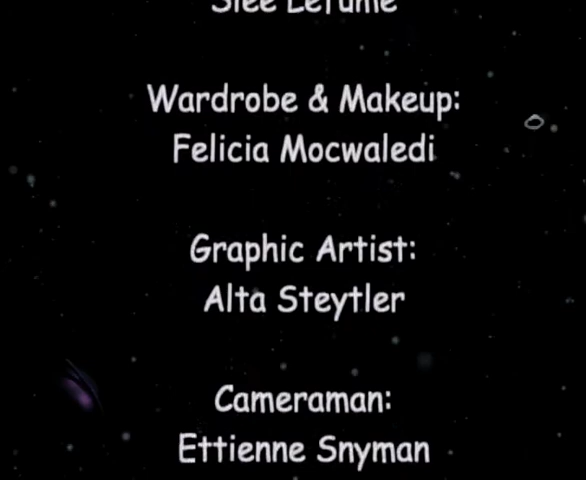 Wardrobe & Makeup:
Felicia Mocwaledi
Graphic Artist:
Alta Steytler
Cameraman:
Ettienne Snyman